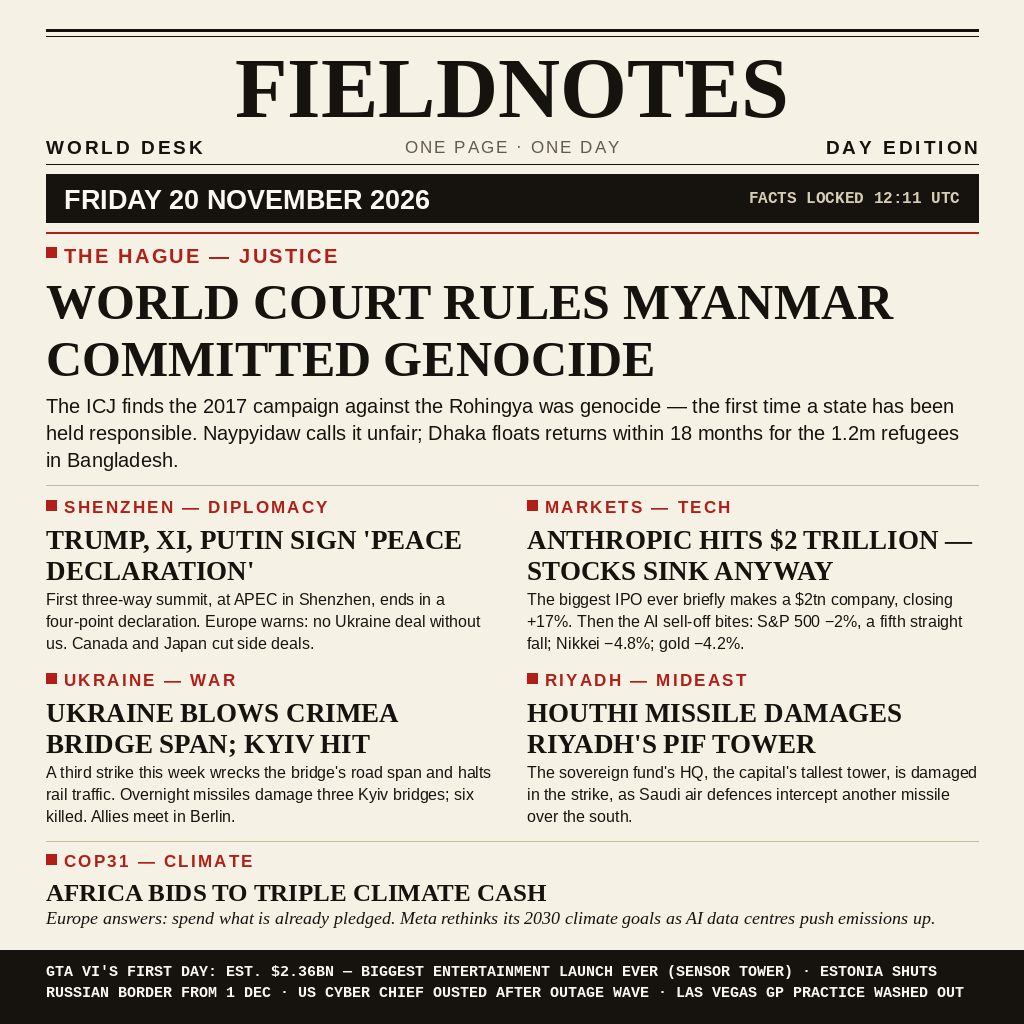 FIELDNOTES
WORLD DESK
ONE PAGE · ONE DAY
DAY EDITION
FRIDAY 20 NOVEMBER 2026
FACTS LOCKED 12:11 UTC
THE HAGUE — JUSTICE
WORLD COURT RULES MYANMAR
COMMITTED GENOCIDE
The ICJ finds the 2017 campaign against the Rohingya was genocide — the first time a state has been
held responsible. Naypyidaw calls it unfair; Dhaka floats returns within 18 months for the 1.2m refugees
in Bangladesh.
SHENZHEN — DIPLOMACY
TRUMP, XI, PUTIN SIGN 'PEACE
DECLARATION'
First three-way summit, at APEC in Shenzhen, ends in a
four-point declaration. Europe warns: no Ukraine deal without
us. Canada and Japan cut side deals.
MARKETS — TECH
ANTHROPIC HITS $2 TRILLION —
STOCKS SINK ANYWAY
The biggest IPO ever briefly makes a $2tn company, closing
+17%. Then the AI sell-off bites: S&P 500 −2%, a fifth straight
fall; Nikkei −4.8%; gold −4.2%.
UKRAINE — WAR
UKRAINE BLOWS CRIMEA
BRIDGE SPAN; KYIV HIT
A third strike this week wrecks the bridge's road span and halts
rail traffic. Overnight missiles damage three Kyiv bridges; six
killed. Allies meet in Berlin.
RIYADH — MIDEAST
HOUTHI MISSILE DAMAGES
RIYADH'S PIF TOWER
The sovereign fund's HQ, the capital's tallest tower, is damaged
in the strike, as Saudi air defences intercept another missile
over the south.
COP31 — CLIMATE
AFRICA BIDS TO TRIPLE CLIMATE CASH
Europe answers: spend what is already pledged. Meta rethinks its 2030 climate goals as AI data centres push emissions up.
GTA VI'S FIRST DAY: EST. $2.36BN — BIGGEST ENTERTAINMENT LAUNCH EVER (SENSOR TOWER) · ESTONIA SHUTS
RUSSIAN BORDER FROM 1 DEC · US CYBER CHIEF OUSTED AFTER OUTAGE WAVE · LAS VEGAS GP PRACTICE WASHED OUT